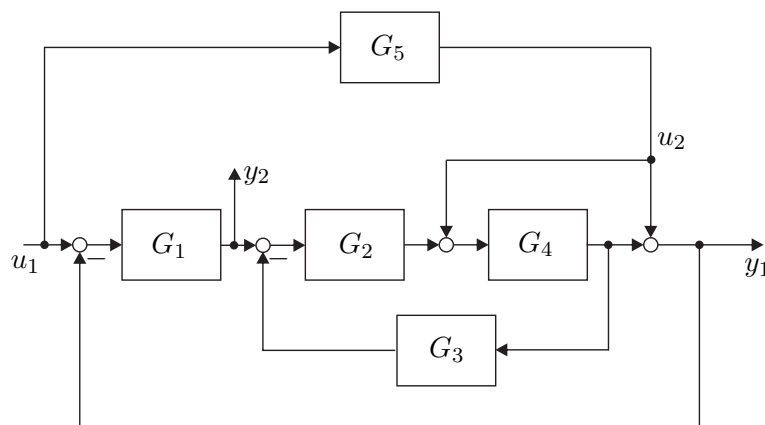 G₅
u₂
y₂
G₁
G₂
G₄
u₁
−
−
y₁
G₃